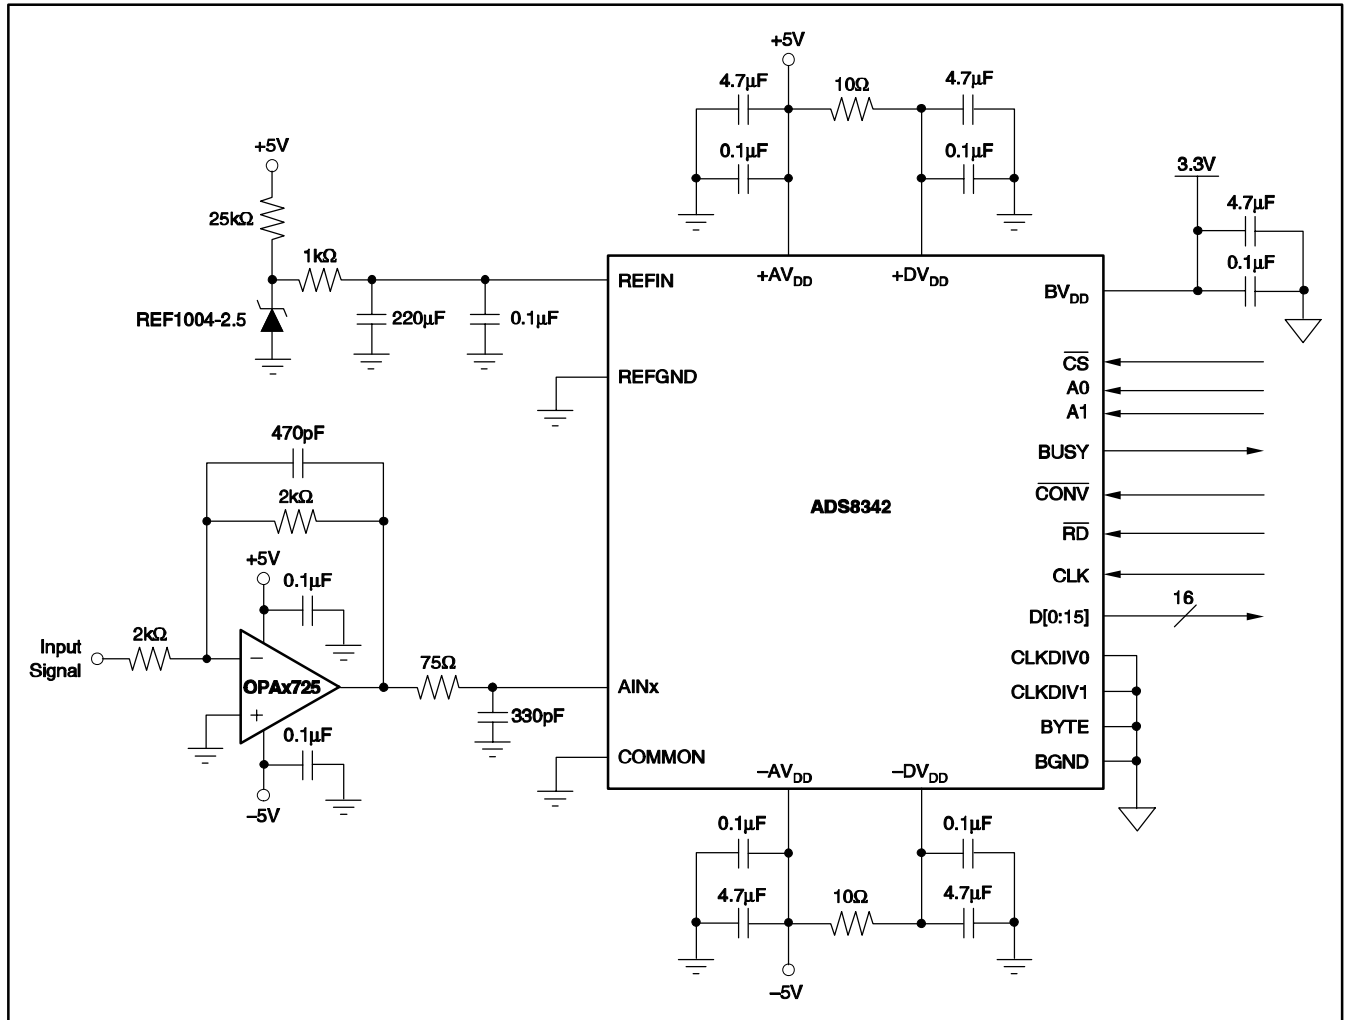 +5V
4.7µF
10Ω
4.7µF
0.1µF
0.1µF
+5V
25kΩ
1kΩ
REF1004-2.5
220µF
0.1µF
3.3V
4.7µF
0.1µF
REFIN
+AVDD
+DVDD
BVDD
REFGND
CS
A0
A1
BUSY
CONV
RD
CLK
D[0:15]
16
CLKDIV0
CLKDIV1
BYTE
BGND
ADS8342
470pF
2kΩ
+5V
0.1µF
Input
Signal
2kΩ
−
OPAx725
+
75Ω
330pF
AINx
COMMON
0.1µF
–5V
–AVDD
–DVDD
0.1µF
0.1µF
4.7µF
10Ω
4.7µF
–5V